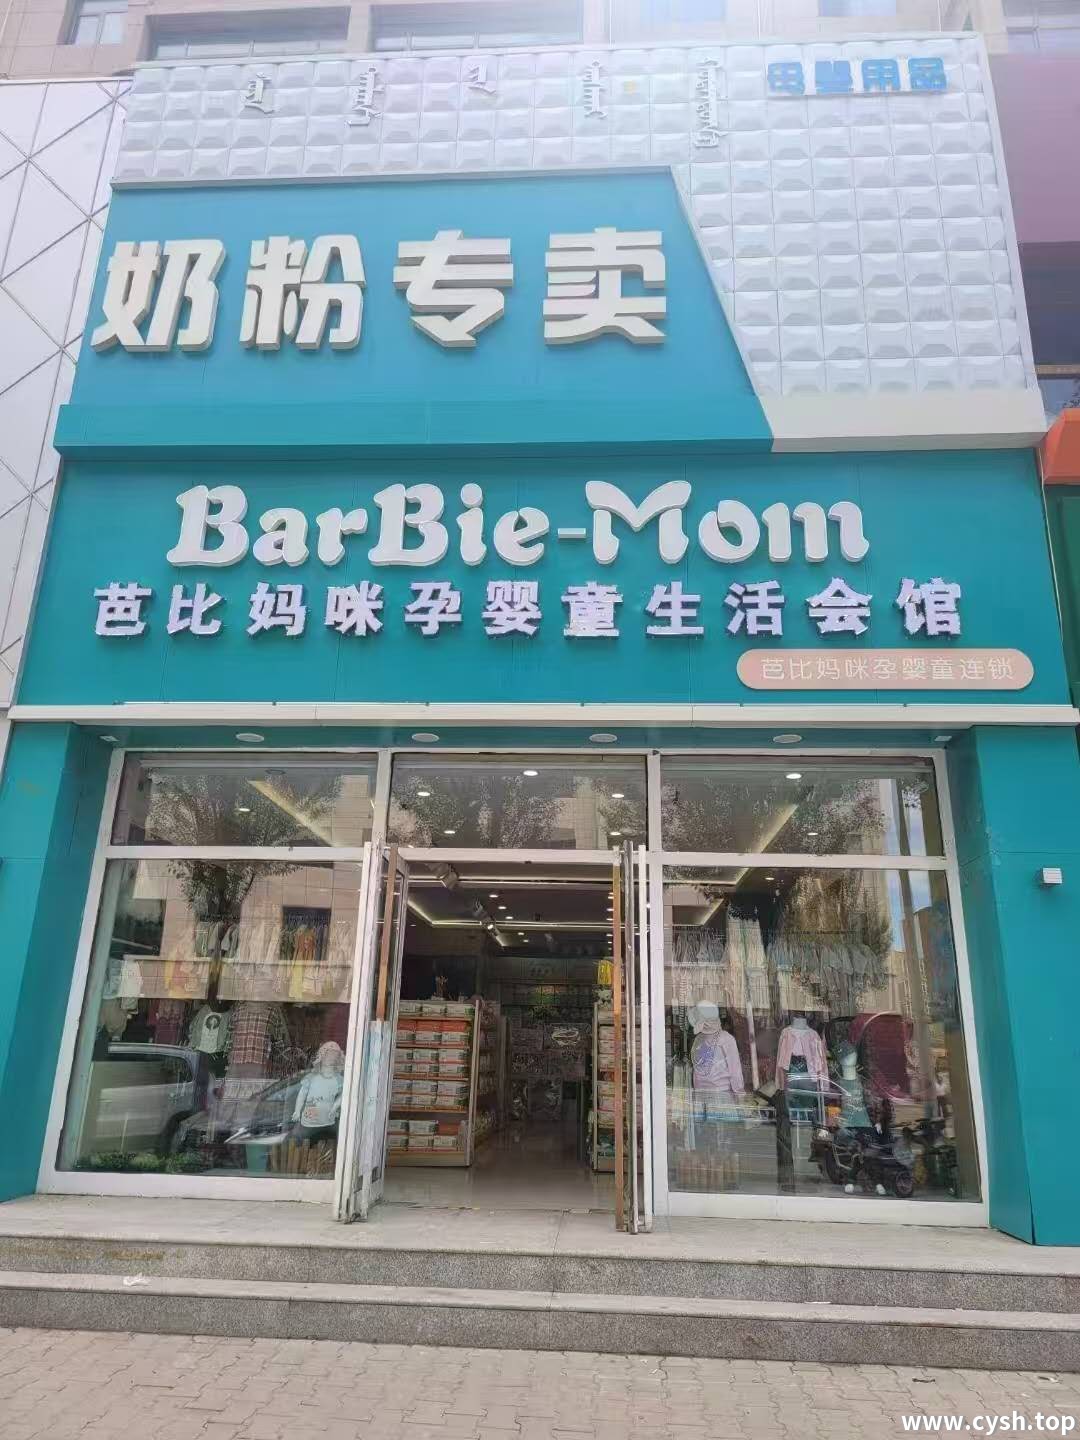 母婴用品
奶粉专卖
BarBie-Mom
芭比妈咪孕婴童生活会馆
芭比妈咪孕婴童连锁
www.cysh.top